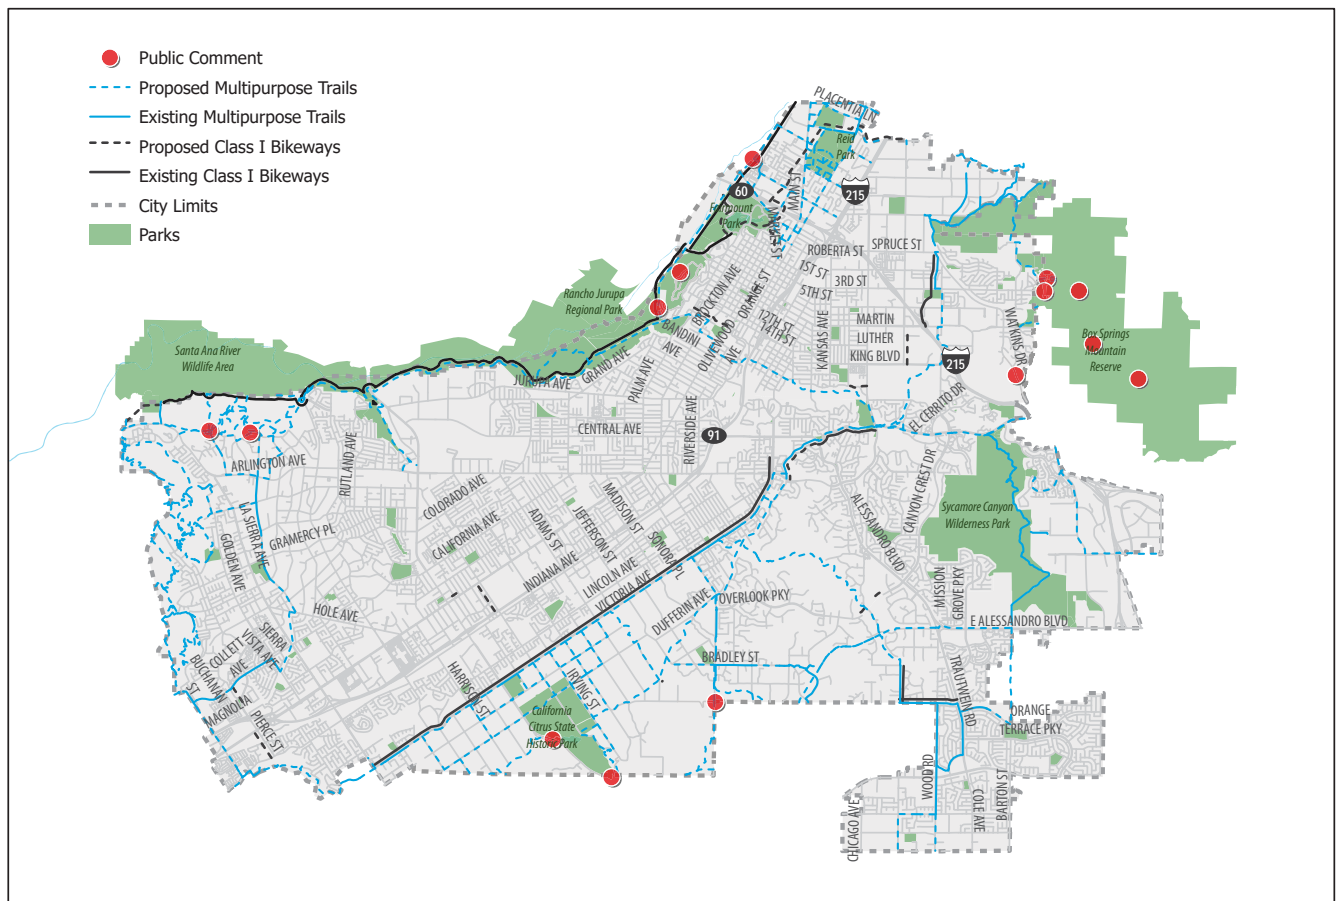 Public Comment
Proposed Multipurpose Trails
Existing Multipurpose Trails
Proposed Class I Bikeways
Existing Class I Bikeways
City Limits
Parks
PLACENTIA LN
Reid
Park
60
215
MAIN ST
Fairmount
Park
MARKET ST
ROBERTA ST
SPRUCE ST
1ST ST
3RD ST
5TH ST
BROCKTON AVE
ORANGE ST
12TH ST
14TH ST
Rancho Jurupa
Regional Park
BANDINI
AVE
OLIVEWOOD
AVE
KANSAS AVE
MARTIN
LUTHER
KING BLVD
WATKINS DR
215
Box Springs
Mountain
Reserve
Santa Ana River
Wildlife Area
JURUPA AVE
GRAND AVE
PALM AVE
EL CERRITO DR
CENTRAL AVE
RIVERSIDE AVE
91
ARLINGTON AVE
RUTLAND AVE
COLORADO AVE
CALIFORNIA AVE
MADISON ST
ADAMS ST
JEFFERSON ST
SONORA PL
ALESSANDRO BLVD
CANYON CREST DR
Sycamore Canyon
Wilderness Park
LA SIERRA AVE
GRAMERCY PL
GOLDEN AVE
INDIANA AVE
LINCOLN AVE
VICTORIA AVE
MISSION
GROVE PKY
HOLE AVE
DUFFERIN AVE
OVERLOOK PKY
E ALESSANDRO BLVD
SIERRA
VISTA AVE
COLLETT
AVE
BUCHANAN
ST
MAGNOLIA
PIERCE ST
HARRISON ST
IRVING ST
BRADLEY ST
TRAUTWEIN RD
California
Citrus State
Historic Park
ORANGE
TERRACE PKY
WOOD RD
BARTON ST
COLE AVE
CHICAGO AVE